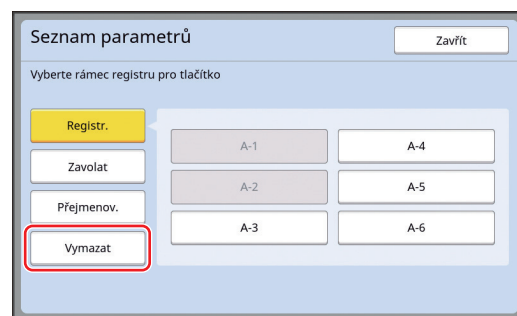 Seznam parametrů
Zavřít
Vyberte rámec registru pro tlačítko
Registr.
Zavolat
Přejmenov.
Vymazat
A-1
A-4
A-2
A-5
A-3
A-6